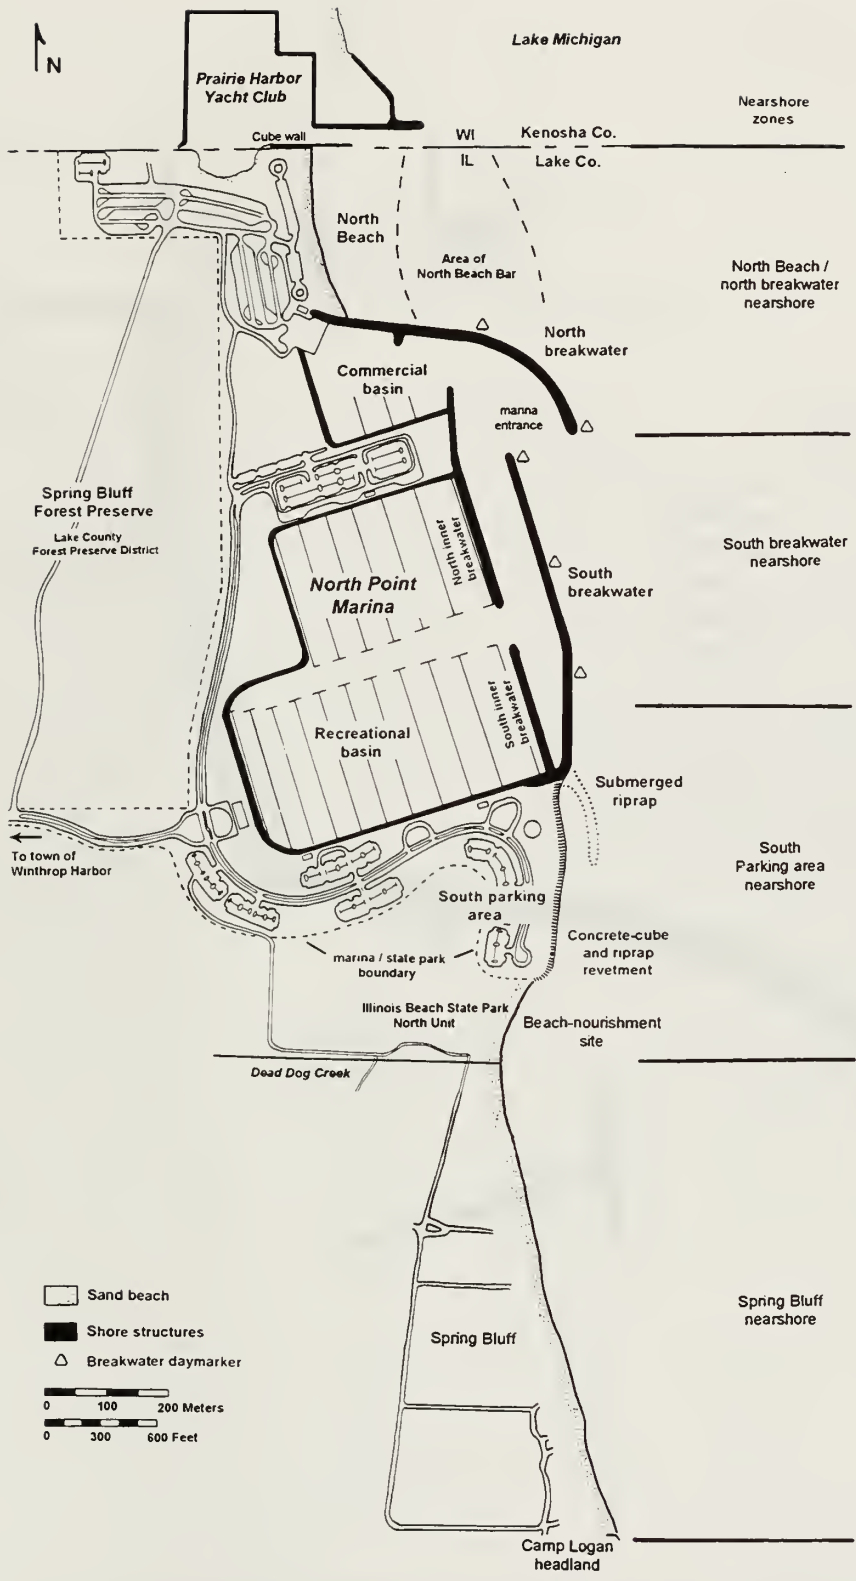 N
Lake Michigan
Prairie Harbor
Yacht Club
Nearshore
zones
Cube wall
WI Kenosha Co.
IL Lake Co.
North
Beach
Area of
North Beach Bar
North Beach /
north breakwater
nearshore
North
breakwater
Commercial
basin
marina
entrance
Spring Bluff
Forest Preserve
Lake County
Forest Preserve District
North inner
breakwater
South breakwater
nearshore
North Point
Marina
South
breakwater
South inner
breakwater
Recreational
basin
Submerged
riprap
To town of
Winthrop Harbor
South
Parking area
nearshore
South parking
area
marina / state park
boundary
Concrete-cube
and riprap
revetment
Illinois Beach State Park
North Unit
Beach-nourishment
site
Dead Dog Creek
Sand beach
Shore structures
Breakwater daymarker
0 100 200 Meters
0 300 600 Feet
Spring Bluff
Spring Bluff
nearshore
Camp Logan
headland